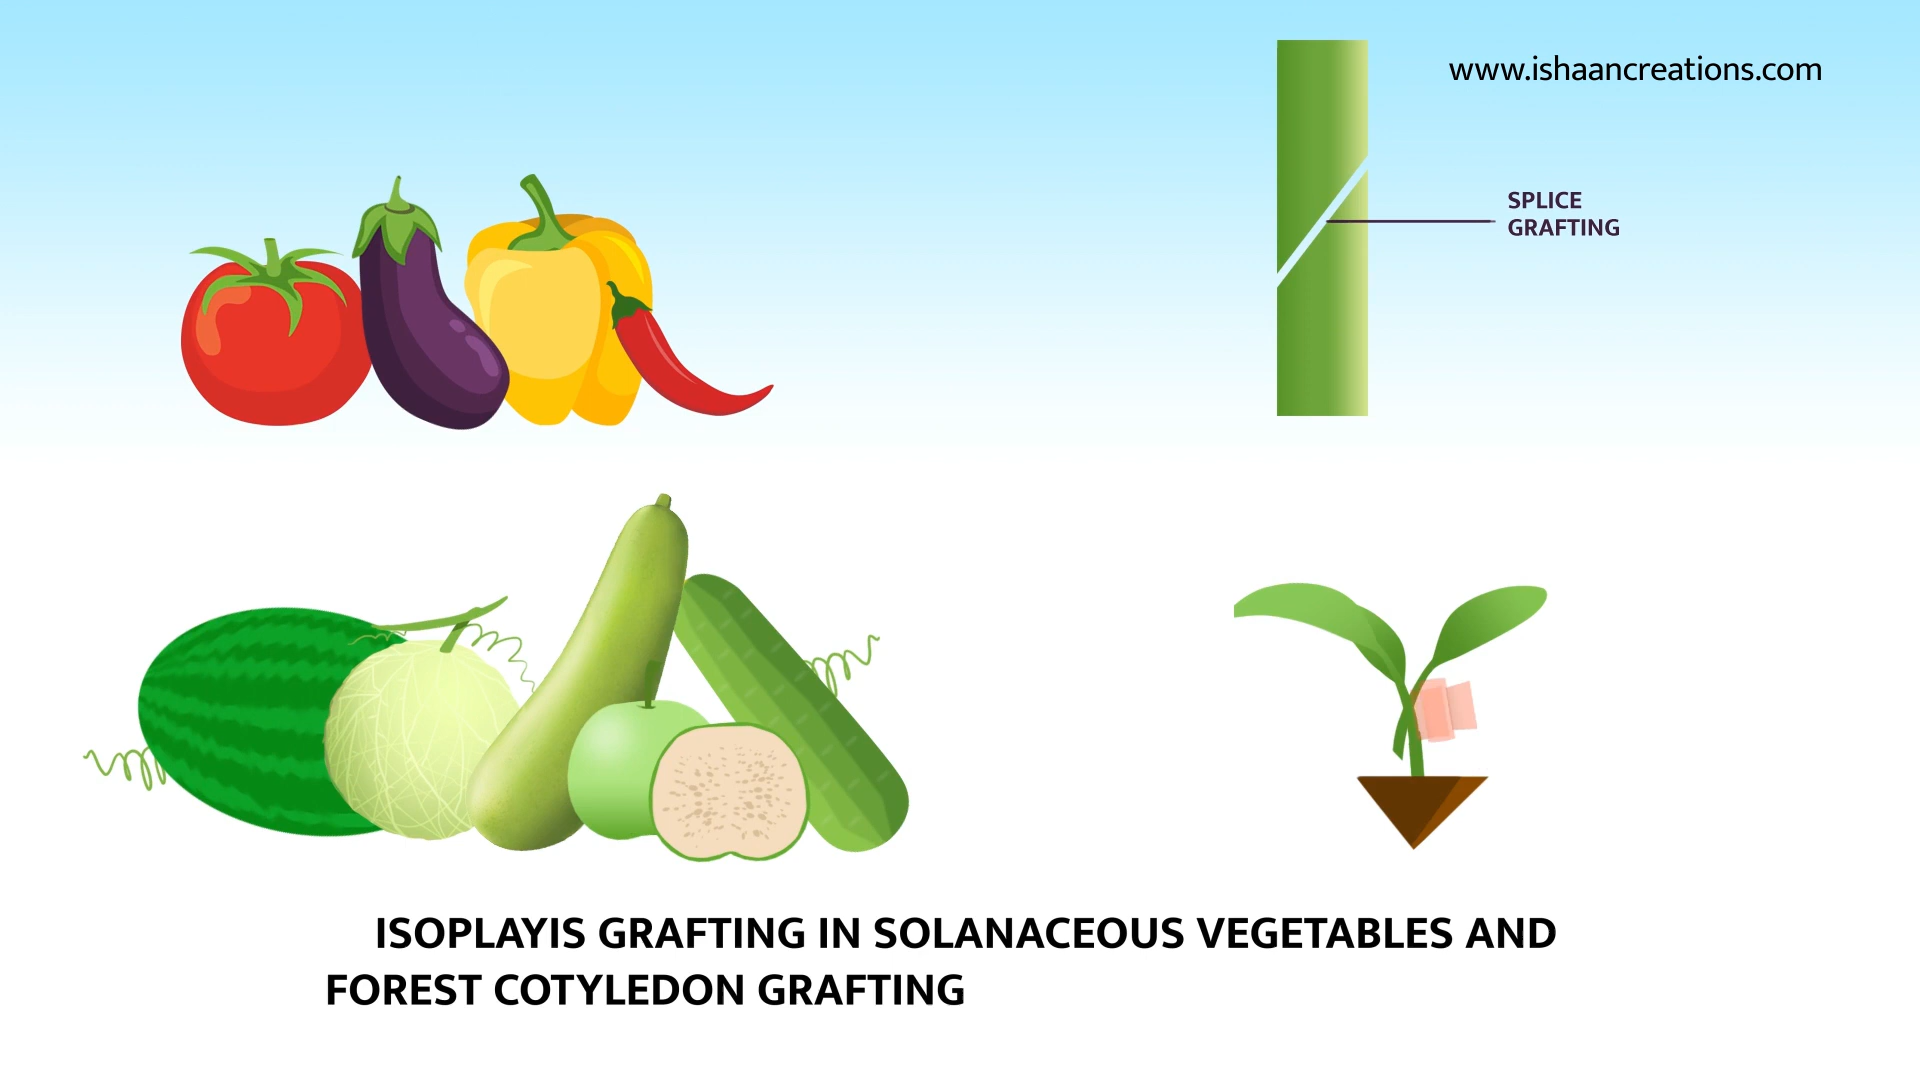 www.ishaancreations.com
SPLICE
GRAFTING
ISOPLAYIS GRAFTING IN SOLANACEOUS VEGETABLES AND
FOREST COTYLEDON GRAFTING